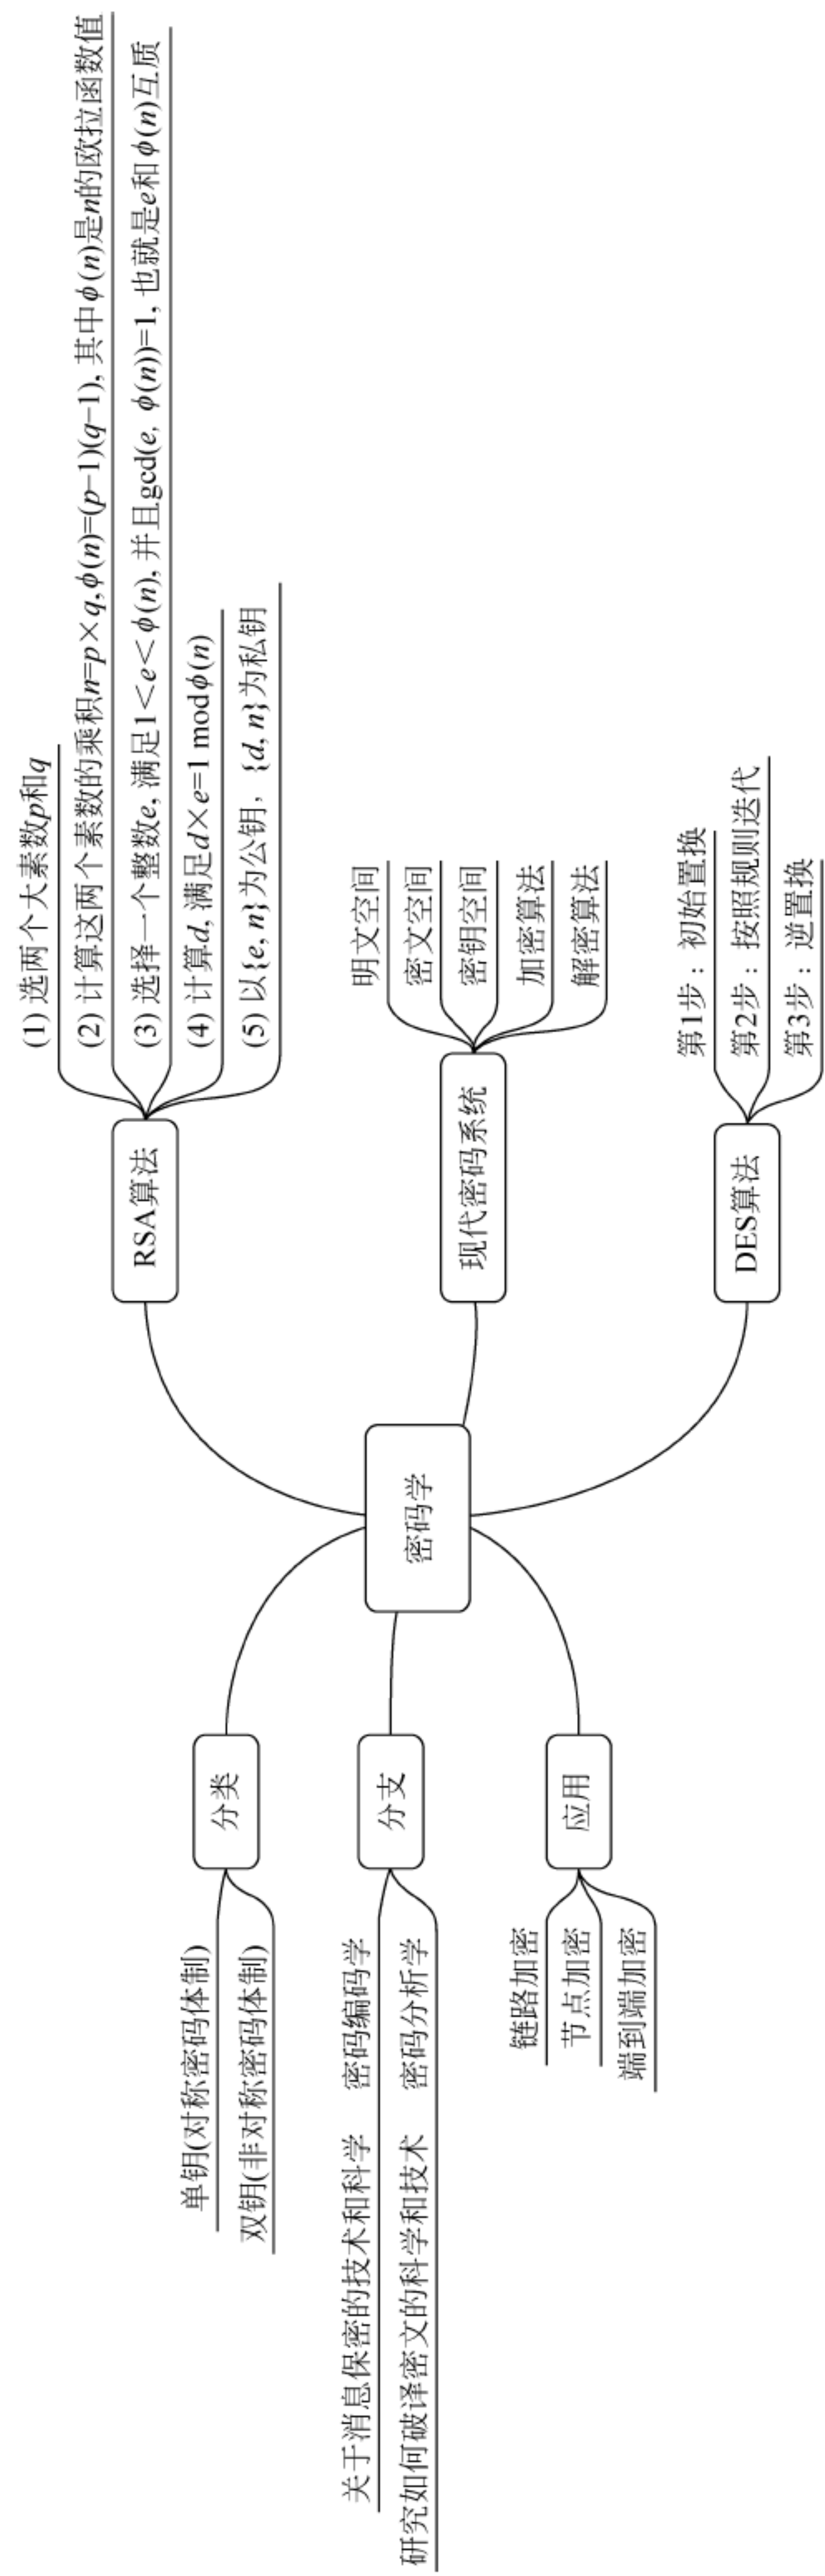 密码学
分类
单钥(对称密码体制)
双钥(非对称密码体制)
分支
密码编码学
关于消息保密的技术和科学
密码分析学
研究如何破译密文的科学和技术
应用
链路加密
节点加密
端到端加密
RSA算法
(1) 选两个大素数p和q
(2) 计算这两个素数的乘积n=p×q,ϕ(n)=(p−1)(q−1), 其中ϕ(n)是n的欧拉函数值
(3) 选择一个整数e, 满足1<e<ϕ(n), 并且gcd(e, ϕ(n))=1, 也就是e和ϕ(n)互质
(4) 计算d, 满足d×e=1 modϕ(n)
(5) 以{e, n}为公钥，{d, n}为私钥
现代密码系统
明文空间
密文空间
密钥空间
加密算法
解密算法
DES算法
第1步：初始置换
第2步：按照规则迭代
第3步：逆置换